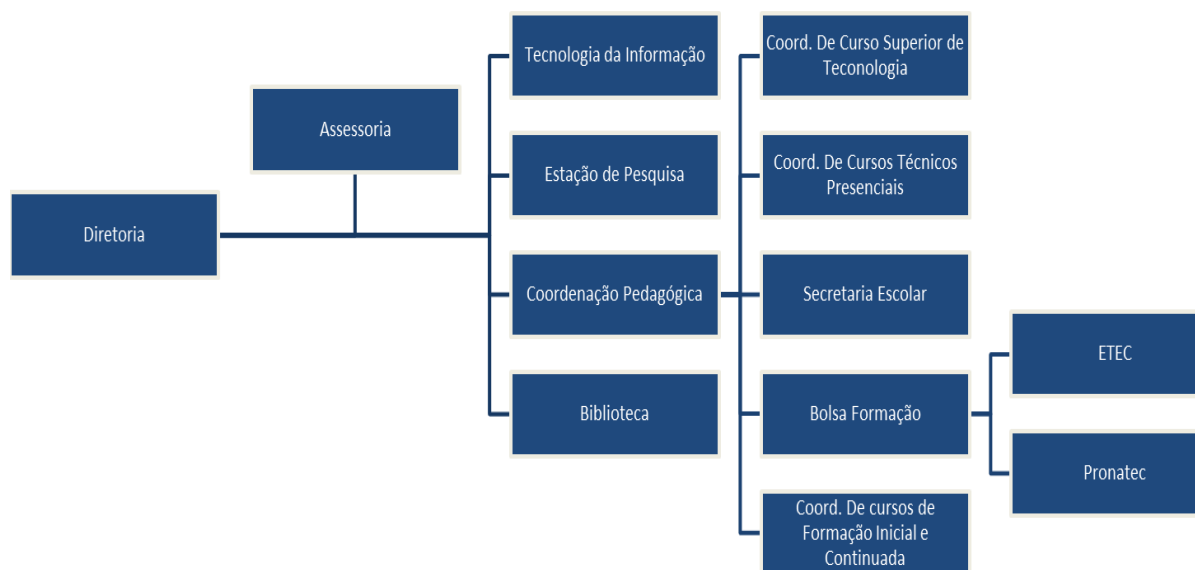 Diretoria
Assessoria
Tecnologia da Informação
Estação de Pesquisa
Coordenação Pedagógica
Biblioteca
Coord. De Curso Superior de
Teconologia
Coord. De Cursos Técnicos
Presenciais
Secretaria Escolar
Bolsa Formação
Coord. De cursos de
Formação Inicial e
Continuada
ETEC
Pronatec